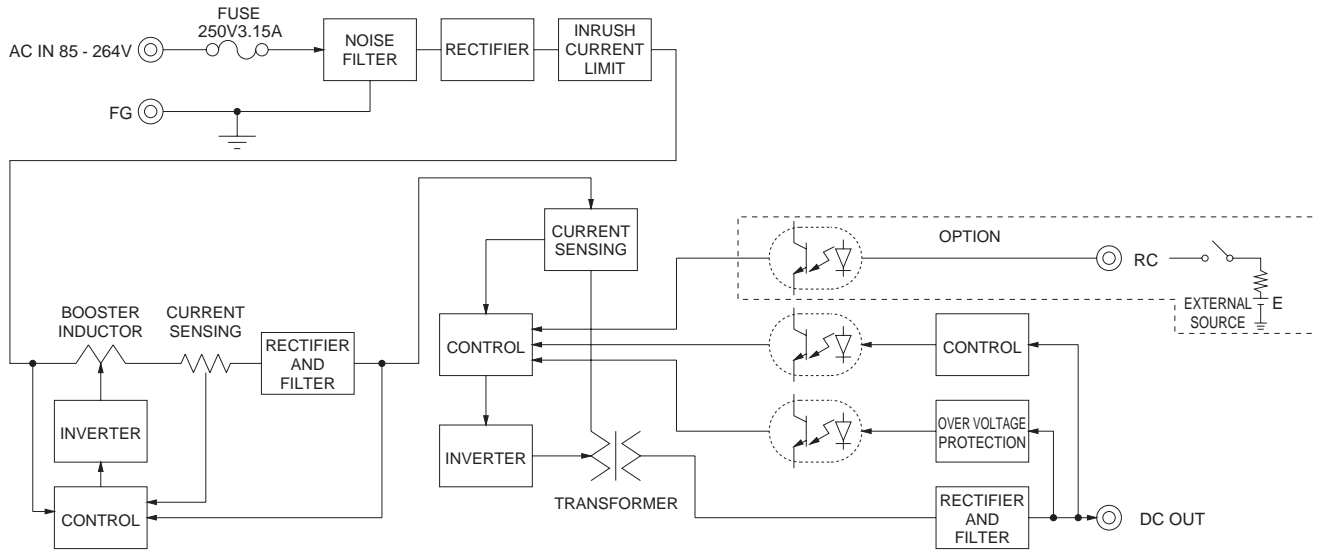 FUSE
250V3.15A
AC IN 85 - 264V
NOISE
FILTER
RECTIFIER
INRUSH
CURRENT
LIMIT
FG
CURRENT
SENSING
OPTION
RC
EXTERNAL
SOURCE
E
BOOSTER
INDUCTOR
CURRENT
SENSING
RECTIFIER
AND
FILTER
CONTROL
CONTROL
INVERTER
INVERTER
OVER VOLTAGE
PROTECTION
TRANSFORMER
CONTROL
RECTIFIER
AND
FILTER
DC OUT